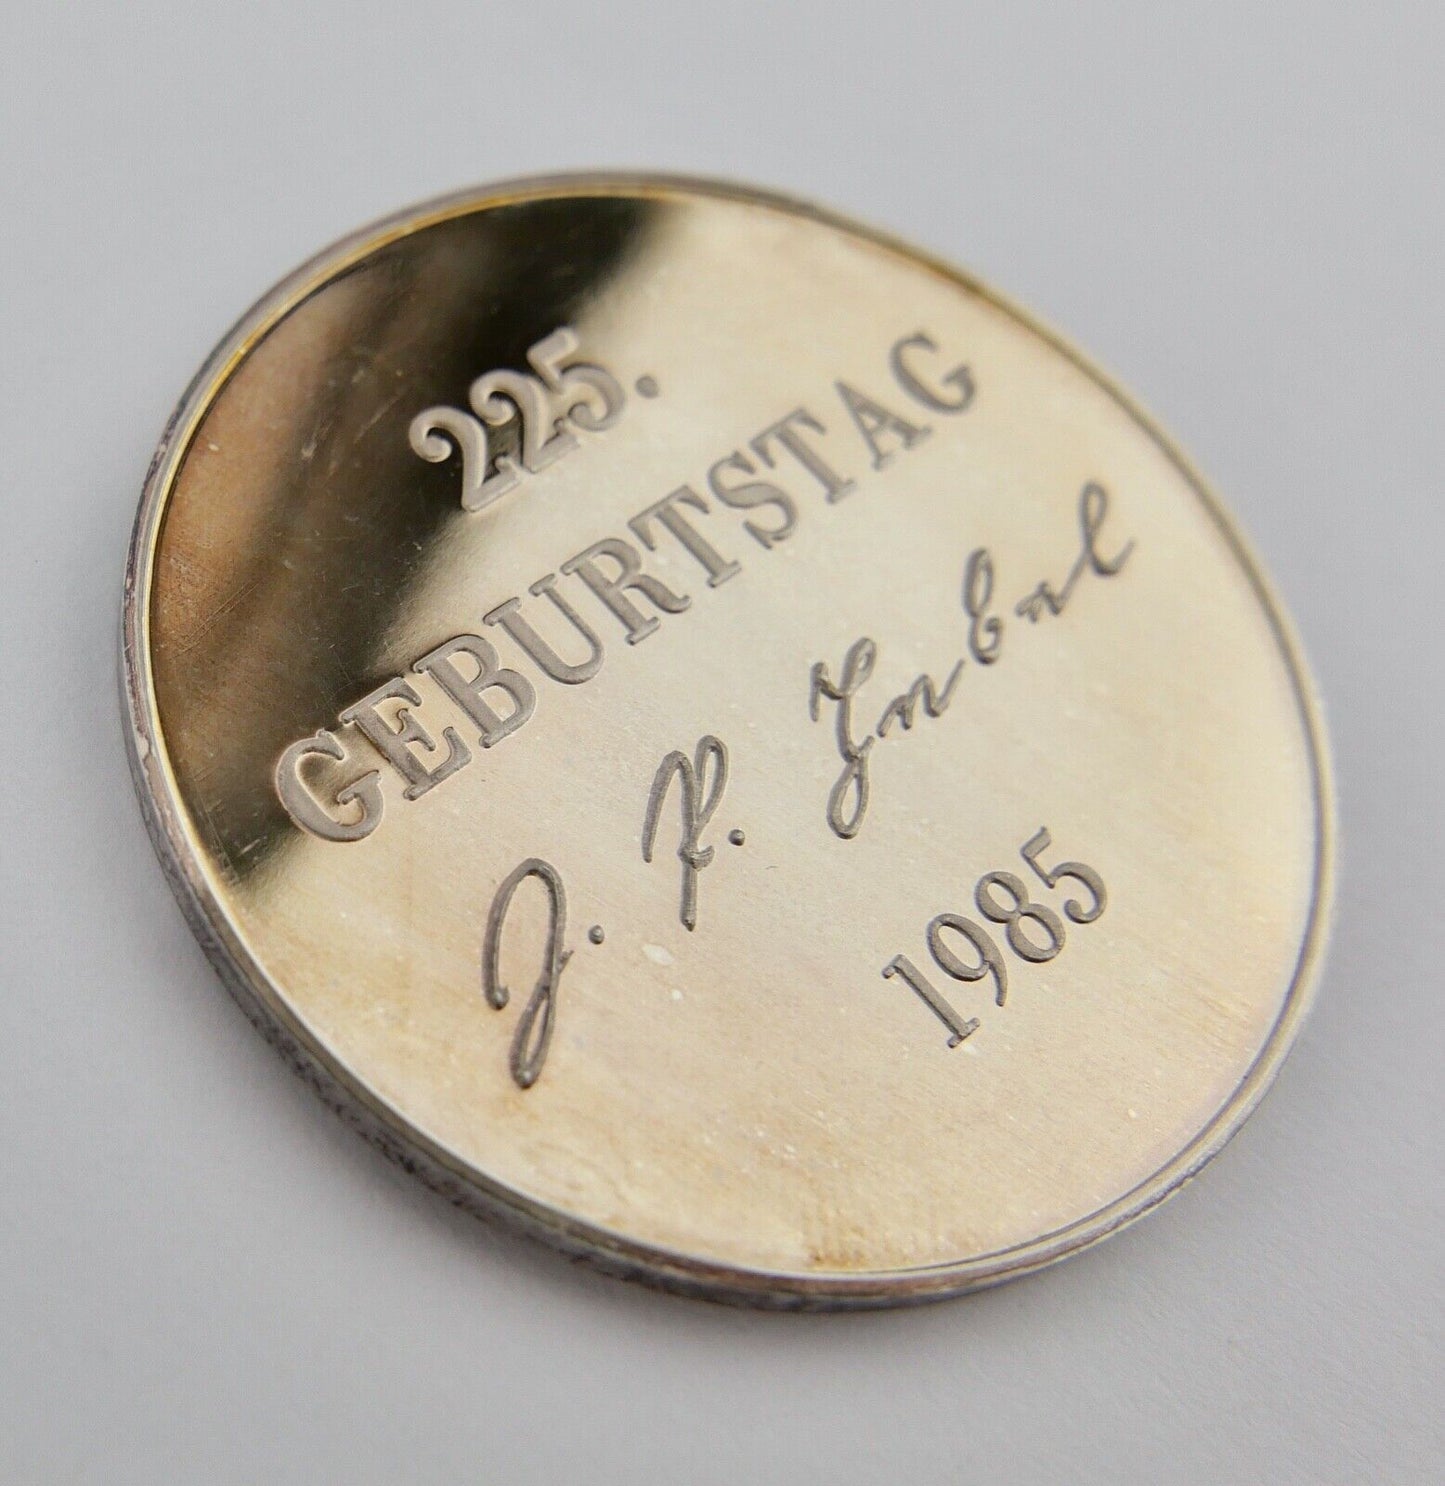 225.
GEBURTSTAG
J. P. Hebel
1985